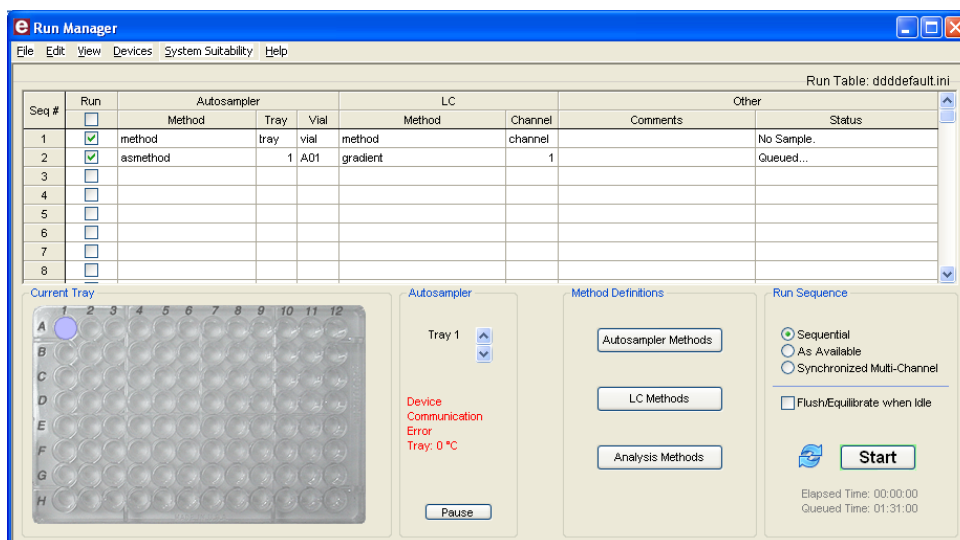 e Run Manager
File Edit View Devices System Suitability Help
Run Table: ddddefault.ini
Seq # Run Autosampler LC Other
Method Tray Vial Method Channel Comments Status
1 method tray vial method channel No Sample.
2 asmethod 1 A01 gradient 1 Queued...
3
4
5
6
7
8
Current Tray
1 2 3 4 5 6 7 8 9 10 11 12
A
B
C
D
E
F
G
H
Autosampler
Tray 1
Device
Communication
Error
Tray: 0 °C
Pause
Method Definitions
Autosampler Methods
LC Methods
Analysis Methods
Run Sequence
Sequential
As Available
Synchronized Multi-Channel
Flush/Equilibrate when Idle
Start
Elapsed Time: 00:00:00
Queued Time: 01:31:00